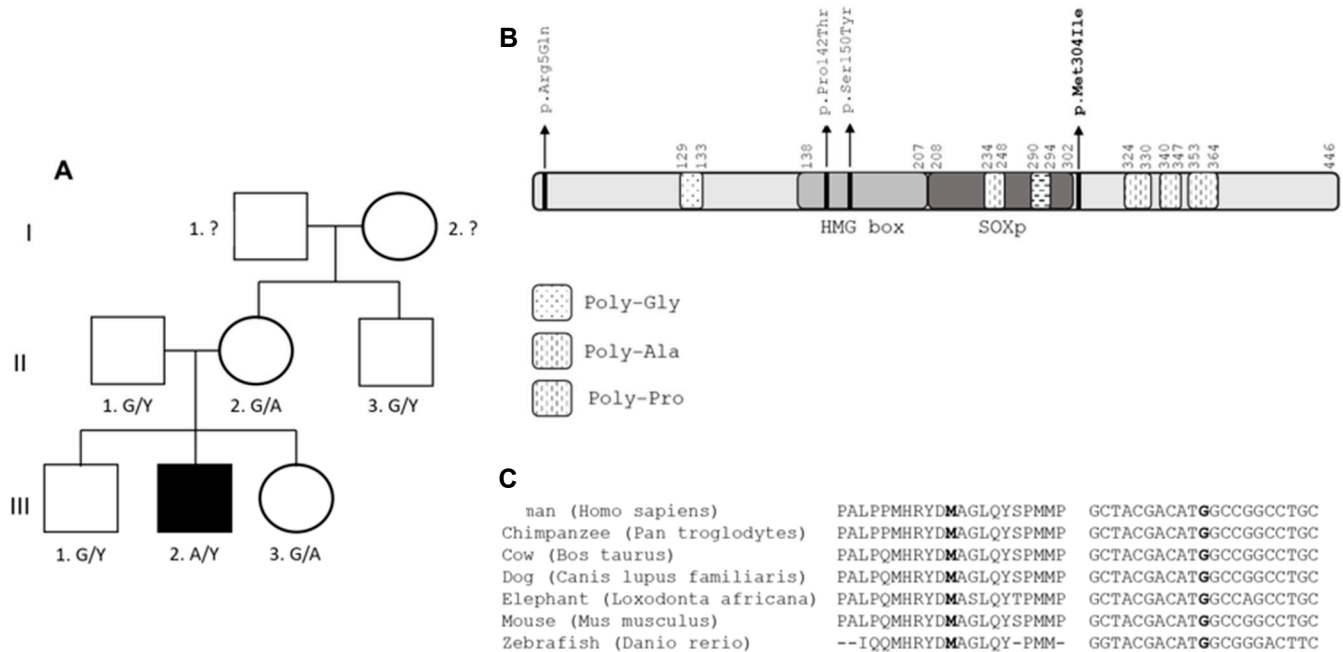 A
I
1. ?
2. ?
II
1. G/Y
2. G/A
3. G/Y
III
1. G/Y
2. A/Y
3. G/A
B
p.Arg5Gln
p.Pro142Thr
p.Ser150Tyr
p.Met304Ile
129 133 138 207 208 234 248 290 294 302 324 330 340 347 353 364 446
HMG box SOXp
Poly-Gly
Poly-Ala
Poly-Pro
C
man (Homo sapiens) PALPPMHRYDMAGLQYSPMMP GCTACGACATGGCCGGCCTGC
Chimpanzee (Pan troglodytes) PALPPMHRYDMAGLQYSPMMP GCTACGACATGGCCGGCCTGC
Cow (Bos taurus) PALPQMHRYDMAGLQYSPMMP GCTACGACATGGCCGGCCTGC
Dog (Canis lupus familiaris) PALPQMHRYDMAGLQYSPMMP GCTACGACATGGCCGGCCTGC
Elephant (Loxodonta africana) PALPQMHRYDMASLQYTPMMP GCTACGACATGGCCAGCCTGC
Mouse (Mus musculus) PALPQMHRYDMAGLQYSPMMP GCTACGACATGGCCGGCCTGC
Zebrafish (Danio rerio) --IQQMHRYDMAGLQY-PMM- GGTACGACATGGCGGGACTTC